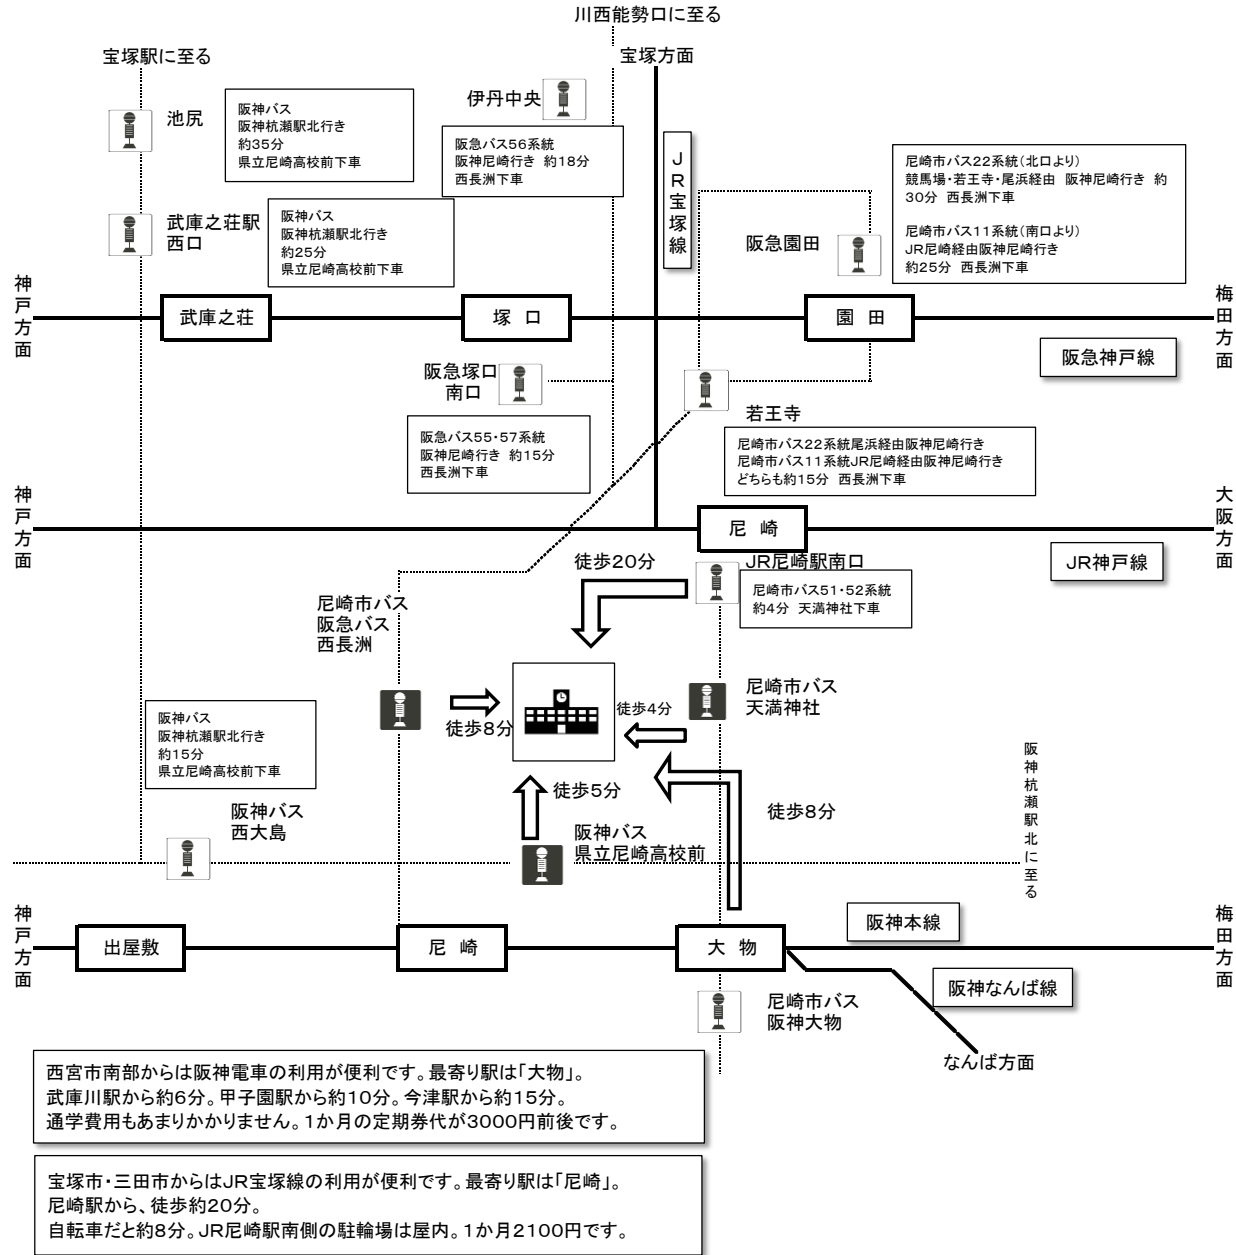 川西能勢口に至る
宝塚駅に至る
宝塚方面
池尻
阪神バス
阪神杭瀬駅北行き
約35分
県立尼崎高校前下車
伊丹中央
阪急バス56系統
阪神尼崎行き 約18分
西長洲下車
JR宝塚線
尼崎市バス22系統(北口より)
競馬場・若王寺・尾浜経由 阪神尼崎行き 約
30分 西長洲下車
尼崎市バス11系統(南口より)
JR尼崎経由阪神尼崎行き
約25分 西長洲下車
武庫之荘駅
西口
阪神バス
阪神杭瀬駅北行き
約25分
県立尼崎高校前下車
阪急園田
神戸方面
武庫之荘
塚口
園田
梅田方面
阪急神戸線
阪急塚口
南口
阪急バス55・57系統
阪神尼崎行き 約15分
西長洲下車
若王寺
尼崎市バス22系統尾浜経由阪神尼崎行き
尼崎市バス11系統JR尼崎経由阪神尼崎行き
どちらも約15分 西長洲下車
神戸方面
尼崎
大阪方面
JR神戸線
徒歩20分
JR尼崎駅南口
尼崎市バス51・52系統
約4分 天満神社下車
尼崎市バス
阪急バス
西長洲
徒歩8分
徒歩4分
尼崎市バス
天満神社
阪神バス
阪神杭瀬駅北行き
約15分
県立尼崎高校前下車
阪神バス
西大島
徒歩5分
徒歩8分
阪神バス
県立尼崎高校前
阪神杭瀬駅北に至る
神戸方面
出屋敷
尼崎
大物
阪神本線
梅田方面
阪神なんば線
尼崎市バス
阪神大物
なんば方面
西宮市南部からは阪神電車の利用が便利です。最寄り駅は「大物」。
武庫川駅から約6分。甲子園駅から約10分。今津駅から約15分。
通学費用もあまりかかりません。1か月の定期券代が3000円前後です。
宝塚市・三田市からはJR宝塚線の利用が便利です。最寄り駅は「尼崎」。
尼崎駅から、徒歩約20分。
自転車だと約8分。JR尼崎駅南側の駐輪場は屋内。1か月2100円です。